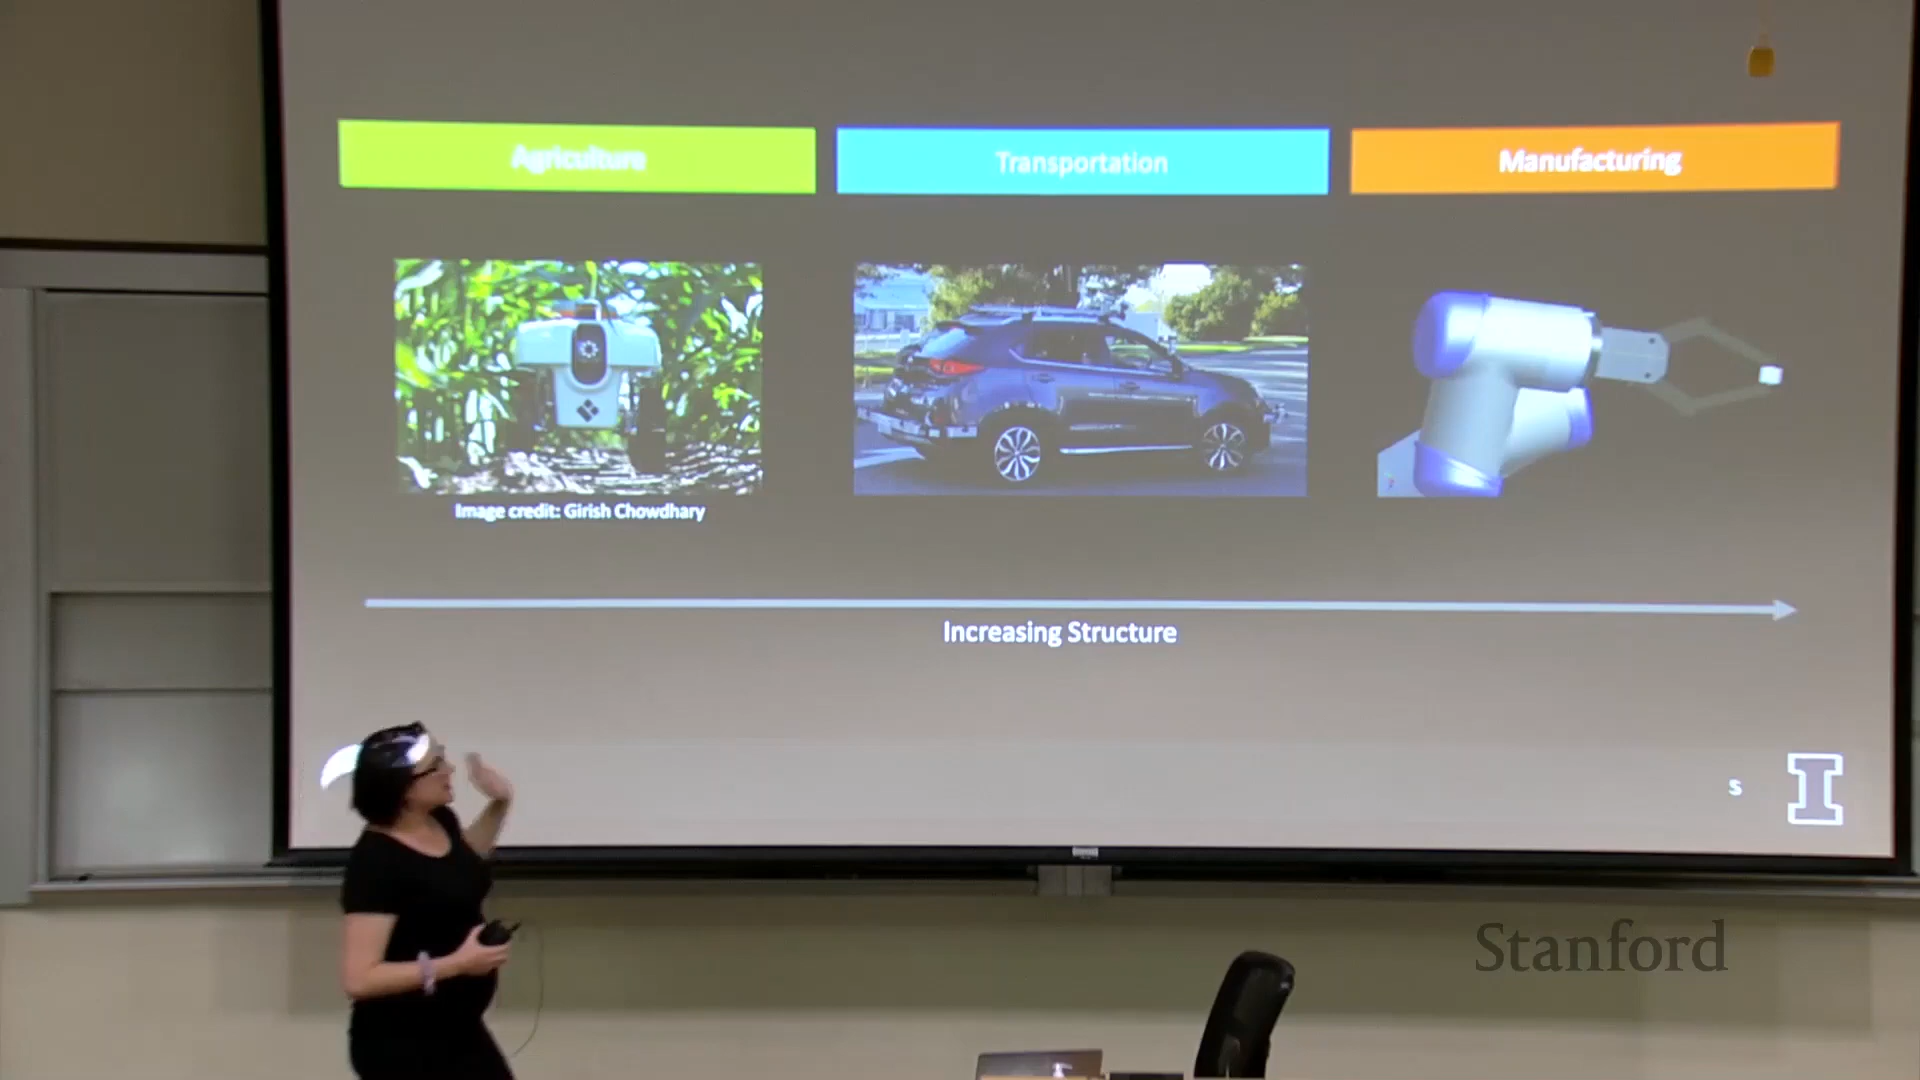 Agriculture
Transportation
Manufacturing
Image credit: Girish Chowdhary
Increasing Structure
5
I
Stanford